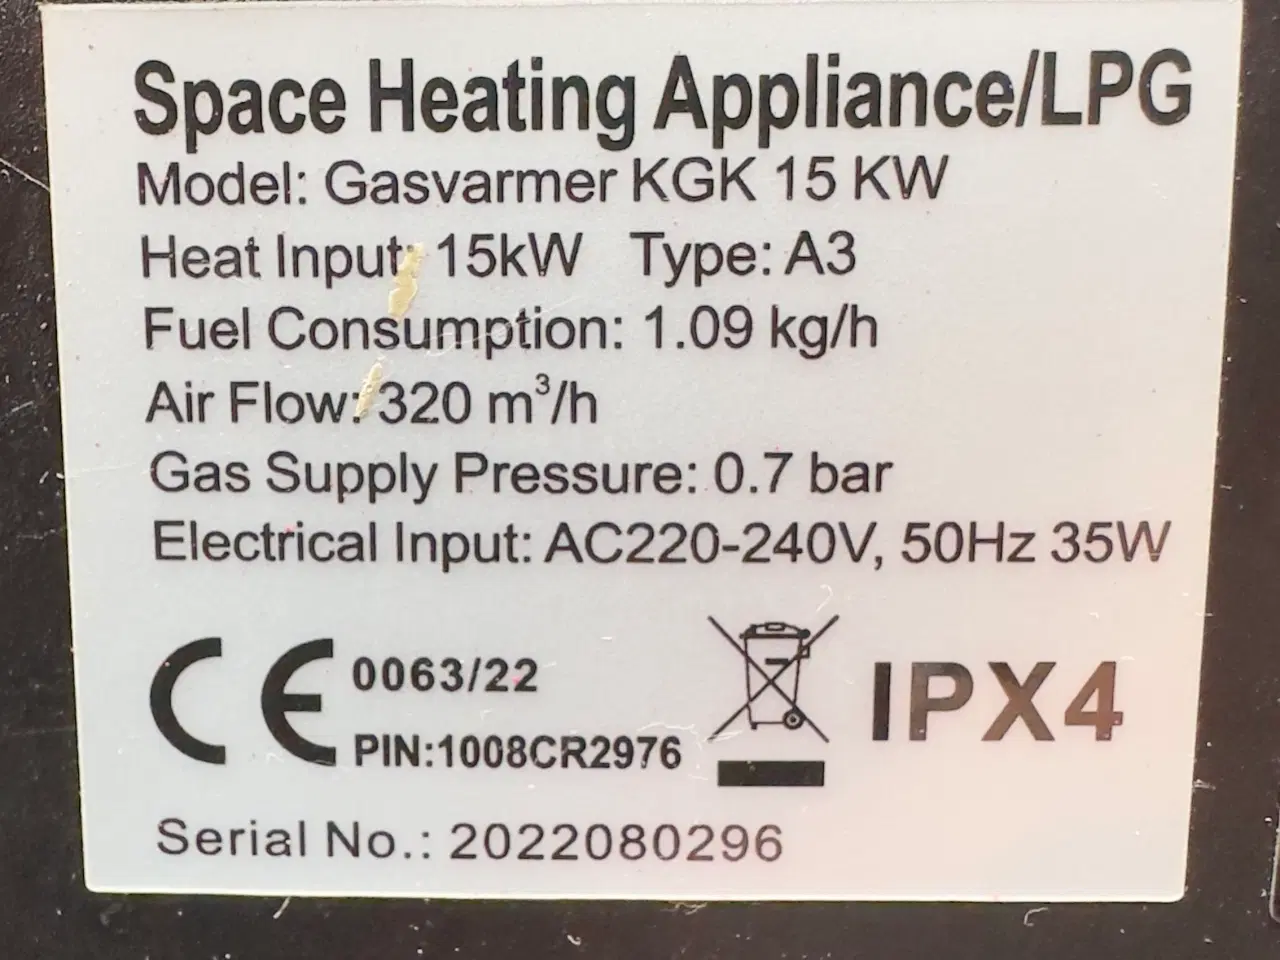 Space Heating Appliance/LPG
Model: Gasvarmer KGK 15 KW
Heat Input: 15kW Type: A3
Fuel Consumption: 1.09 kg/h
Air Flow: 320 m³/h
Gas Supply Pressure: 0.7 bar
Electrical Input: AC220-240V, 50Hz 35W
CE 0063/22
PIN:1008CR2976
IPX4
Serial No.: 2022080296